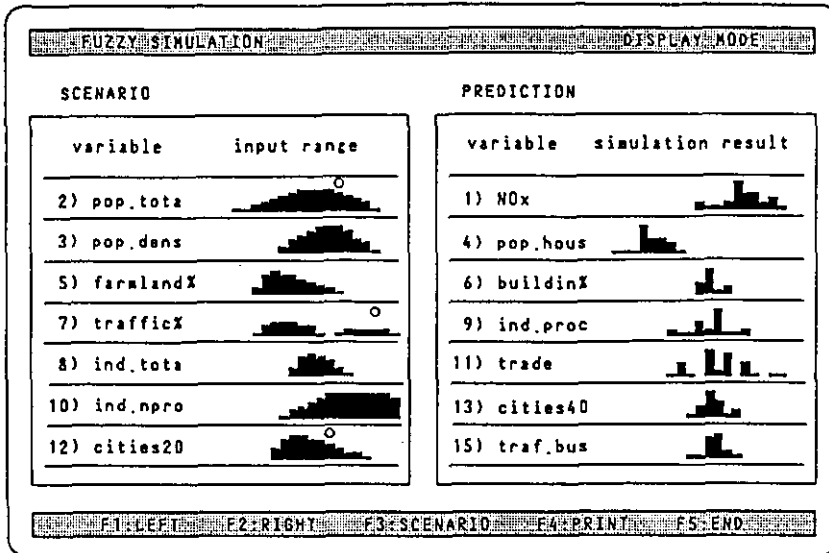 FUZZY SIMULATION DISPLAY MODE
SCENARIO PREDICTION
variable input range variable simulation result
2) pop.tota 1) NOx
3) pop.dens 4) pop.hous
5) farmland% 6) buildin%
7) traffic% 9) ind.proc
8) ind.tota 11) trade
10) ind.npro 13) cities40
12) cities20 15) traf.bus
F1:LEFT F2:RIGHT F3:SCENARIO F4:PRINT F5:END